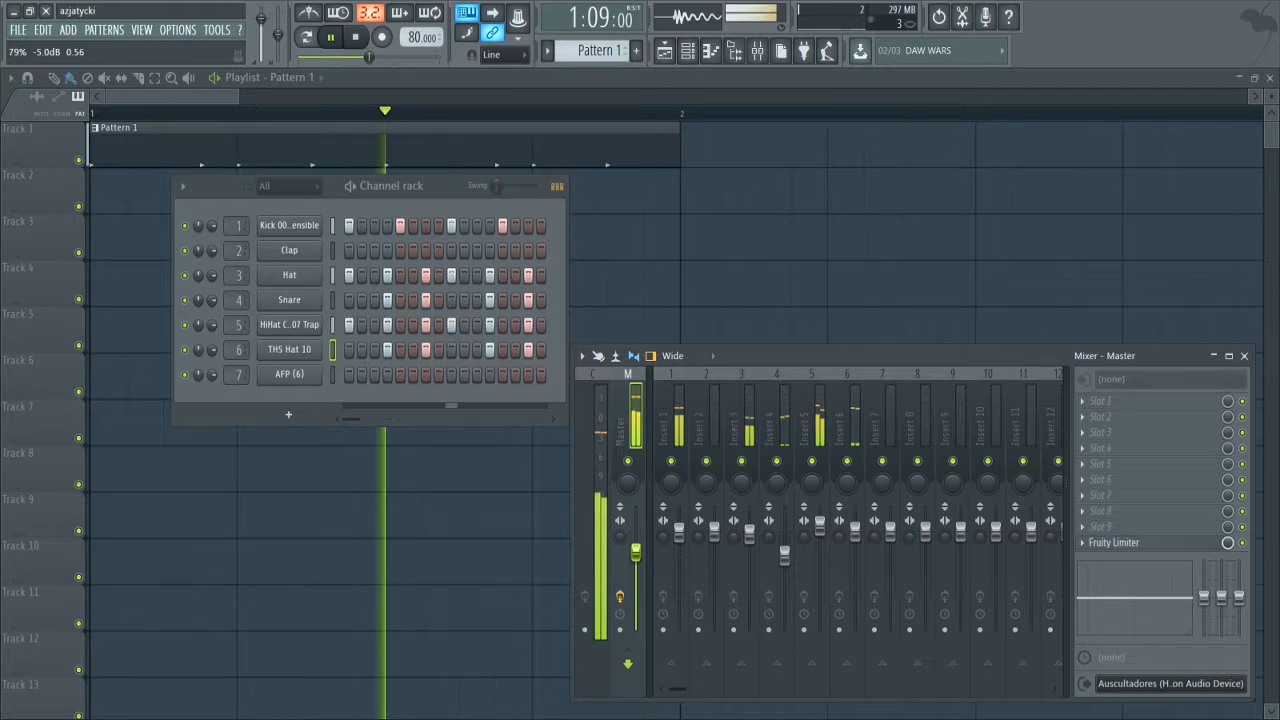 azjatycki
FILE EDIT ADD PATTERNS VIEW OPTIONS TOOLS ?
79% -5.0dB 0.56
3.2
80.000
1:09:00
B:S:T
Pattern 1
Line
2
297 MB
3
02/03 DAW WARS
Playlist - Pattern 1
NOTE CHAN PAT
1
2
Pattern 1
Track 1
Track 2
Track 3
Track 4
Track 5
Track 6
Track 7
Track 8
Track 9
Track 10
Track 11
Track 12
Track 13
All
Channel rack
Swing
1 Kick 00..ensible
2 Clap
3 Hat
4 Snare
5 HiHat C..07 Trap
6 THS Hat 10
7 AFP (6)
Wide
C M 1 2 3 4 5 6 7 8 9 10 11 12
Master
Insert 1
Insert 2
Insert 3
Insert 4
Insert 5
Insert 6
Insert 7
Insert 8
Insert 9
Insert 10
Insert 11
Mixer - Master
(none)
Slot 1
Slot 2
Slot 3
Slot 4
Slot 5
Slot 6
Slot 7
Slot 8
Slot 9
Fruity Limiter
(none)
Auscultadores (H.on Audio Device)